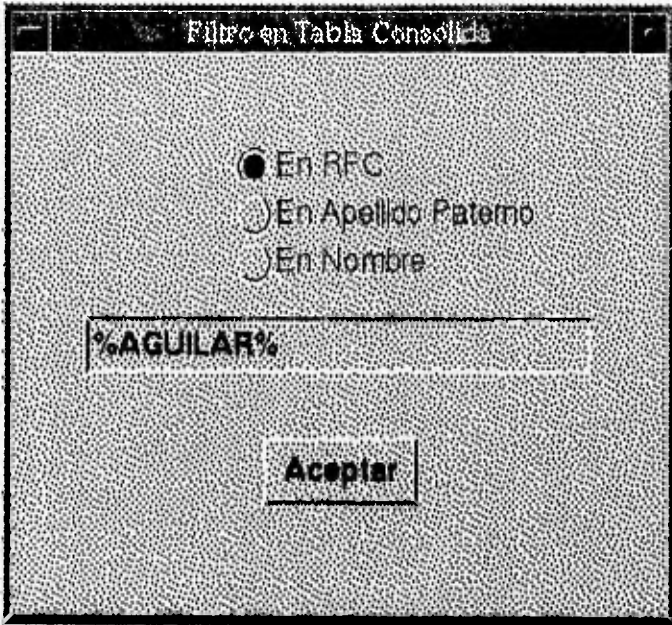 Filtro en Tabla Consolida
En RFC
En Apellido Paterno
En Nombre
%AGUILAR%
Aceptar